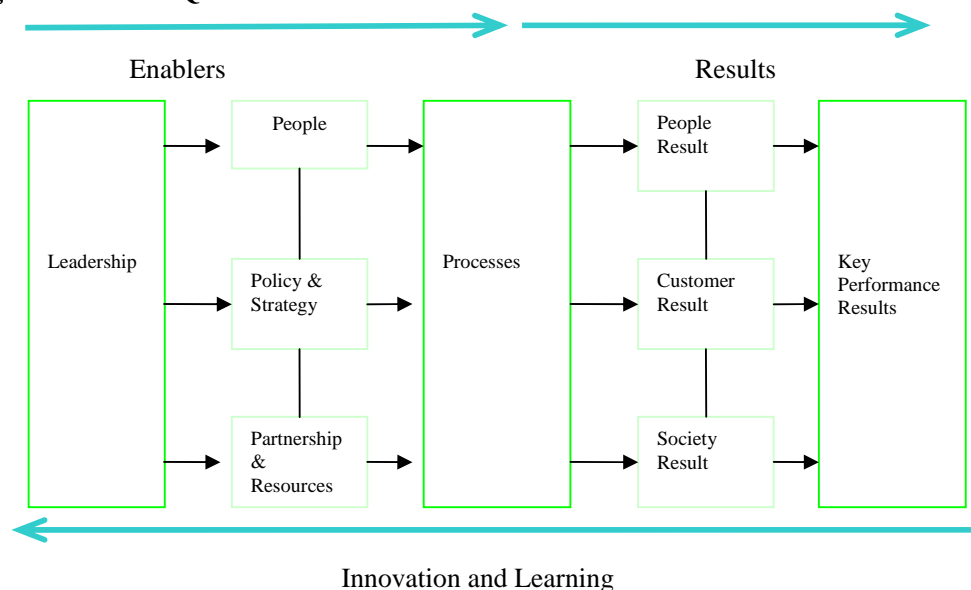 Enablers
Results
Leadership
People
Policy &
Strategy
Partnership
&
Resources
Processes
People
Result
Customer
Result
Society
Result
Key
Performance
Results
Innovation and Learning